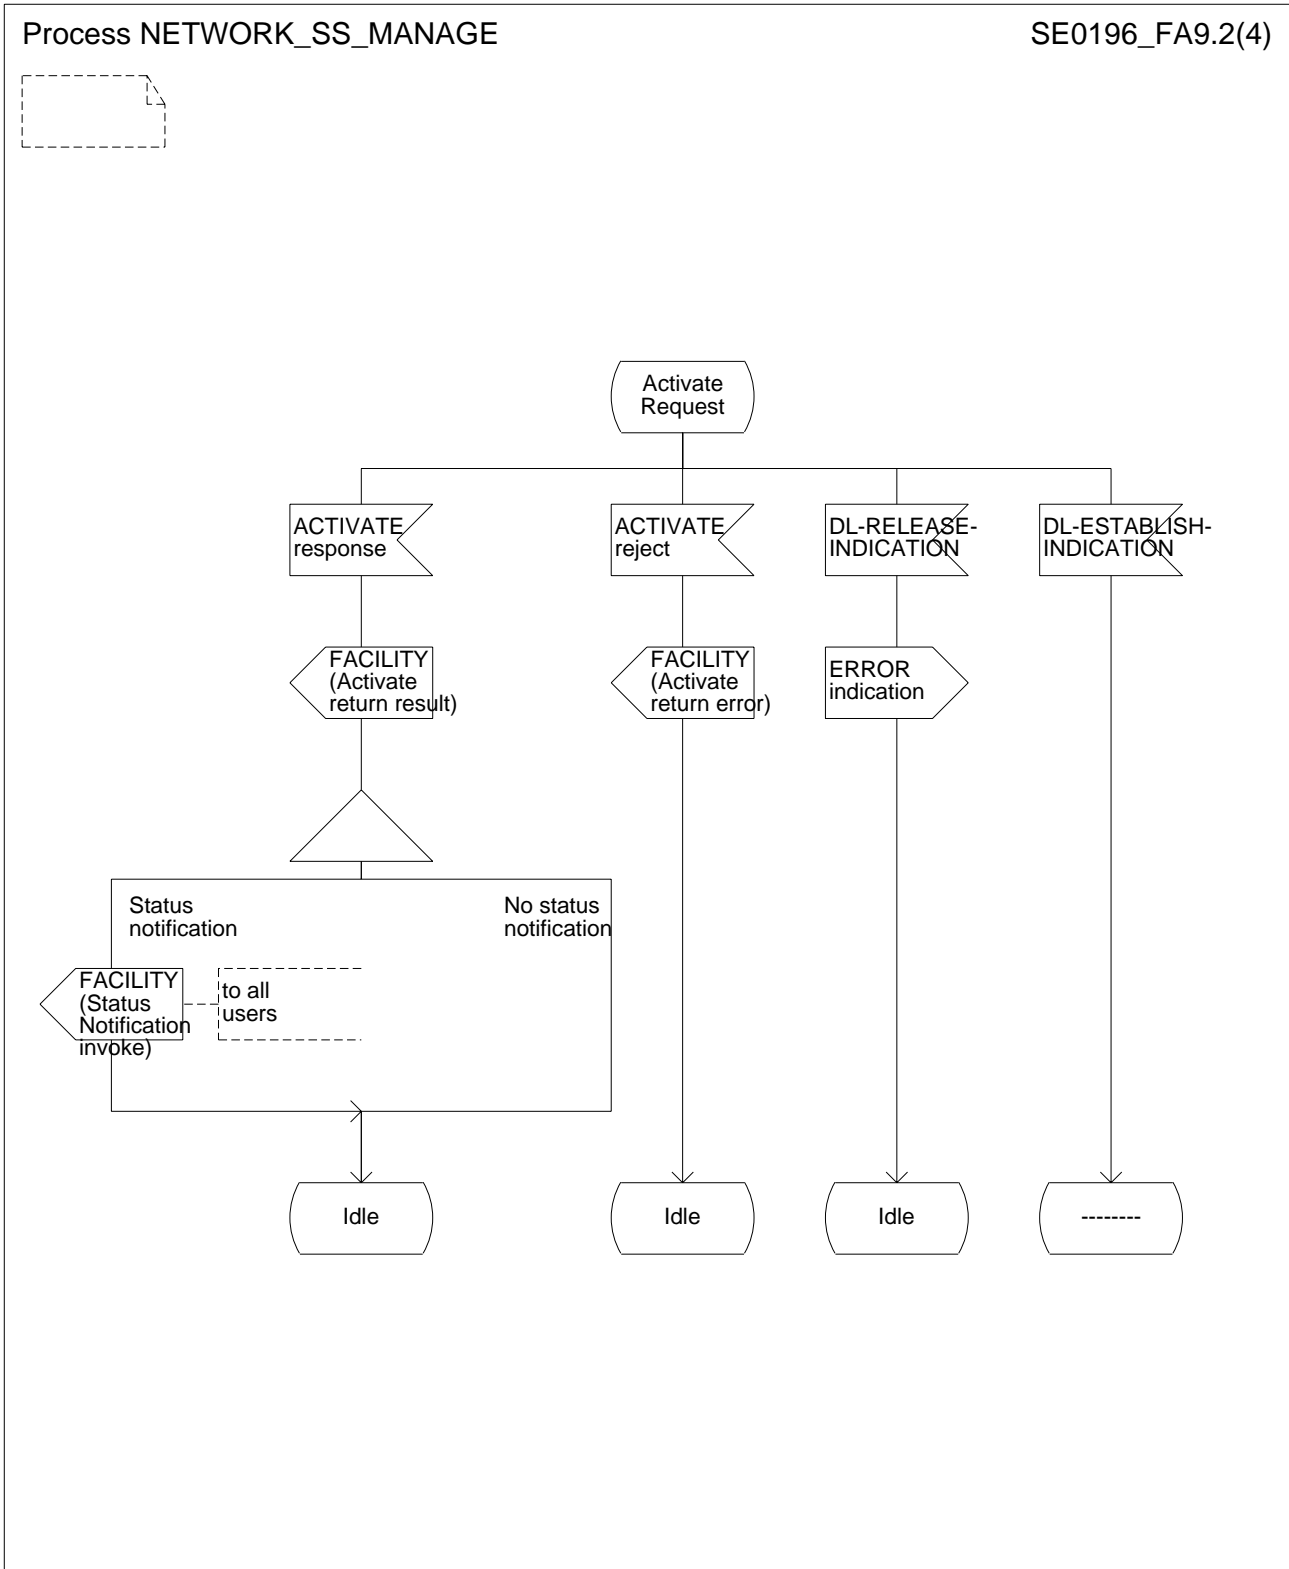 Process NETWORK_SS_MANAGE
SE0196_FA9.2(4)
Activate
Request
ACTIVATE
response
ACTIVATE
reject
DL-RELEASE-
INDICATION
DL-ESTABLISH-
INDICATION
FACILITY
(Activate
return result)
FACILITY
(Activate
return error)
ERROR
indication
Status
notification
No status
notification
FACILITY
(Status
Notification
invoke)
to all
users
Idle
Idle
Idle
--------